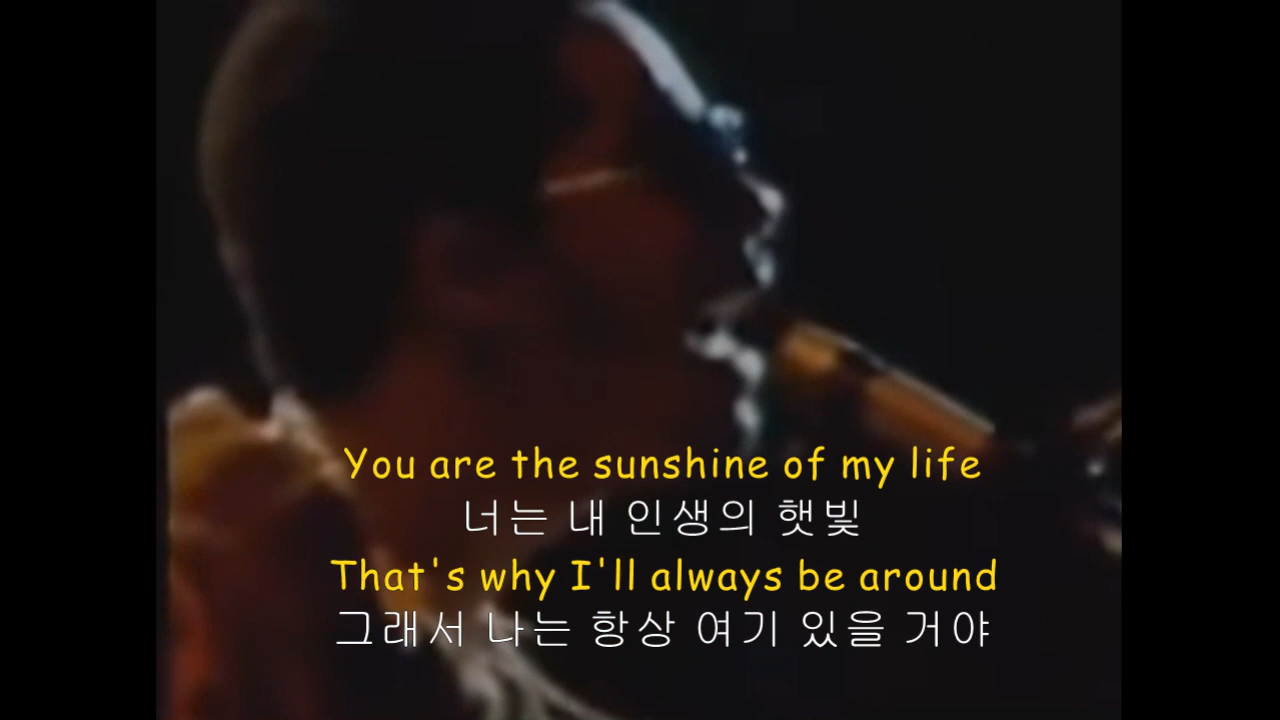 You are the sunshine of my life
너는 내 인생의 햇빛
That's why I'll always be around
그래서 나는 항상 여기 있을 거야